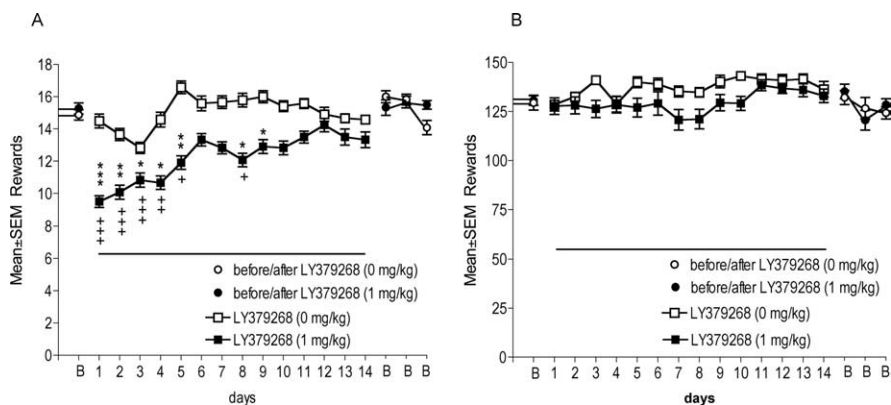 A
Mean±SEM Rewards
18
16
14
12
10
8
6
4
2
0
*** ** * * ** * *
+++ +++ +++ ++ + +
before/after LY379268 (0 mg/kg)
before/after LY379268 (1 mg/kg)
LY379268 (0 mg/kg)
LY379268 (1 mg/kg)
B 1 2 3 4 5 6 7 8 9 10 11 12 13 14 B B B
days
B
Mean±SEM Rewards
150
125
100
75
50
25
0
before/after LY379268 (0 mg/kg)
before/after LY379268 (1 mg/kg)
LY379268 (0 mg/kg)
LY379268 (1 mg/kg)
B 1 2 3 4 5 6 7 8 9 10 11 12 13 14 B B B
days